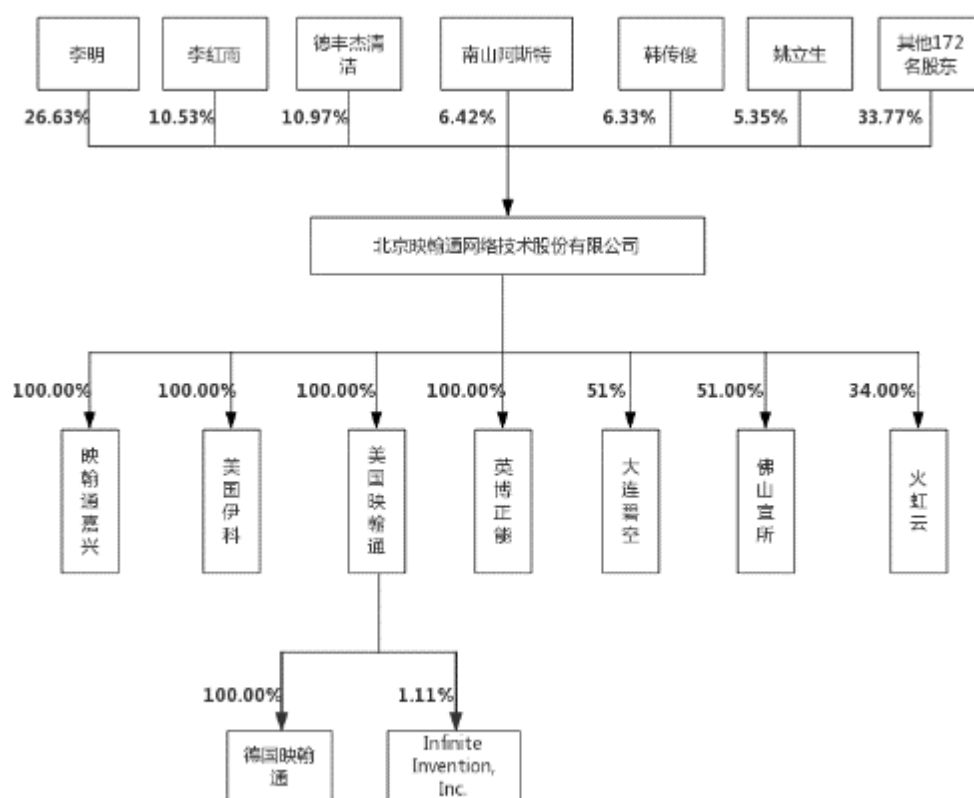 李明
李红雨
德丰杰清
洁
南山阿斯特
韩传俊
姚立生
其他172
名股东
26.63%
10.53%
10.97%
6.42%
6.33%
5.35%
33.77%
北京映翰通网络技术股份有限公司
100.00%
100.00%
100.00%
100.00%
51%
51.00%
34.00%
映翰通嘉兴
美国伊科
美国映翰通
英博正能
大连碧空
佛山宜所
火虹云
100.00%
1.11%
德国映翰
通
Infinite
Invention,
Inc.